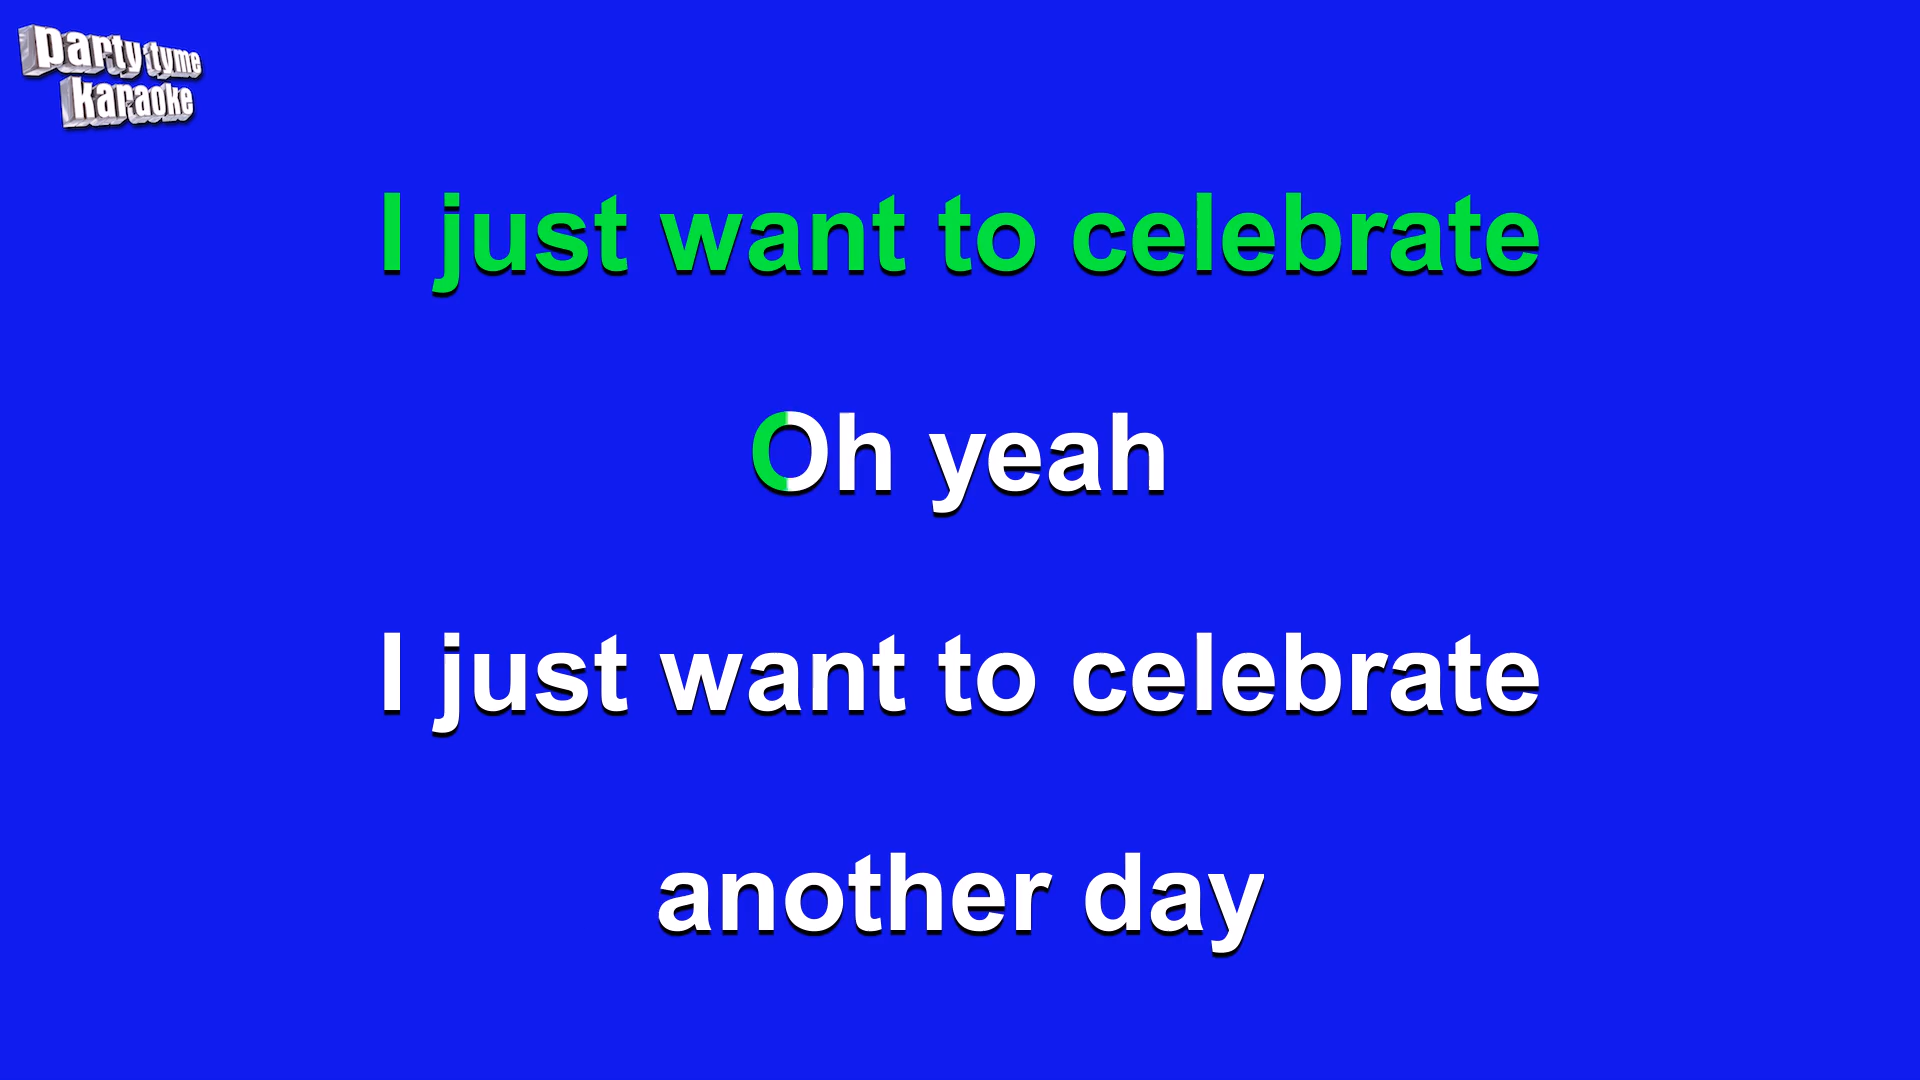 party tyme
karaoke
I just want to celebrate
Oh yeah
I just want to celebrate
another day